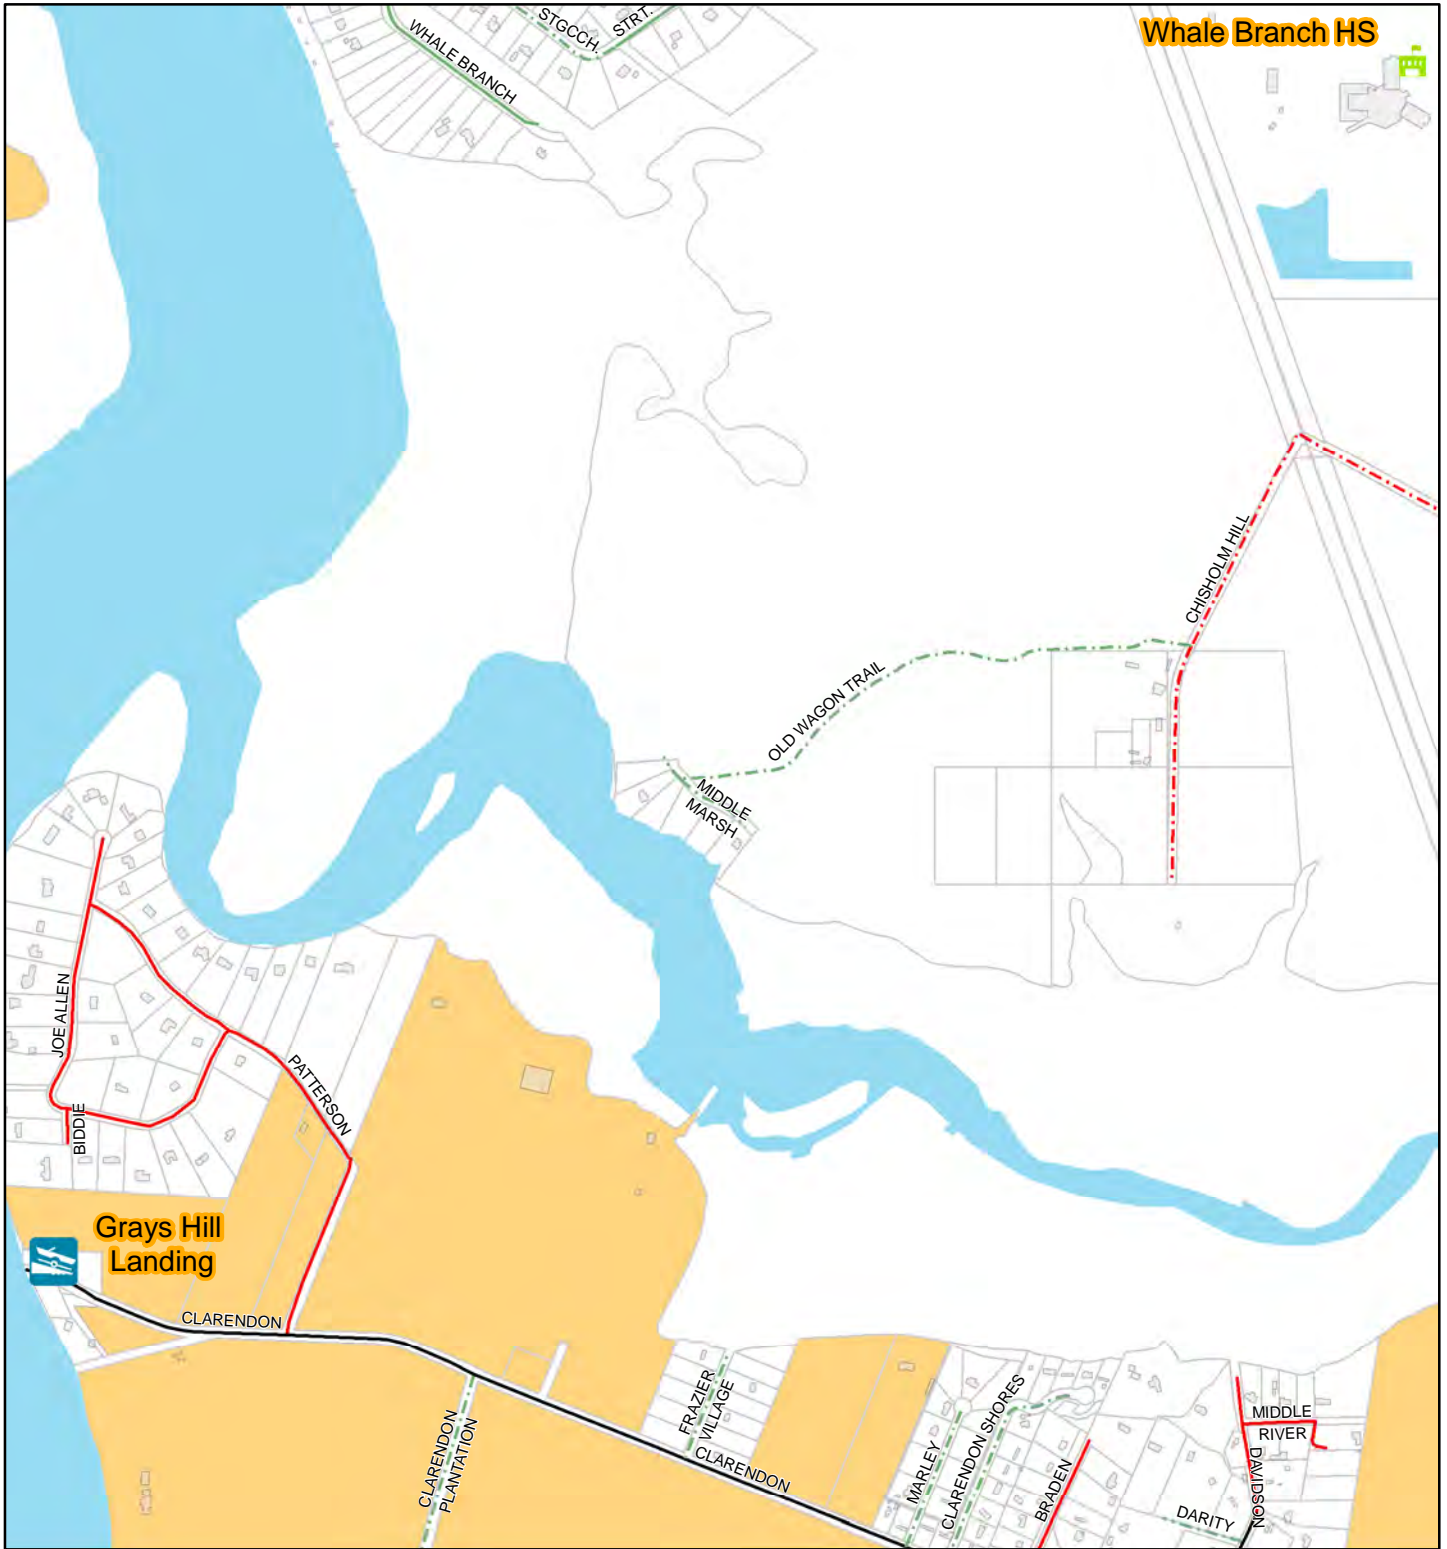 Whale Branch HS
STGCCH.
STRT.
WHALE BRANCH
CHISHOLM HILL
OLD WAGON TRAIL
MIDDLE
MARSH
JOE ALLEN
PATTERSON
BIDDIE
Grays Hill
Landing
CLARENDON
CLARENDON
PLANTATION
FRAZIER
VILLAGE
CLARENDON
MARLEY
CLARENDON SHORES
BRADEN
MIDDLE
RIVER
DAVIDSON
DARITY